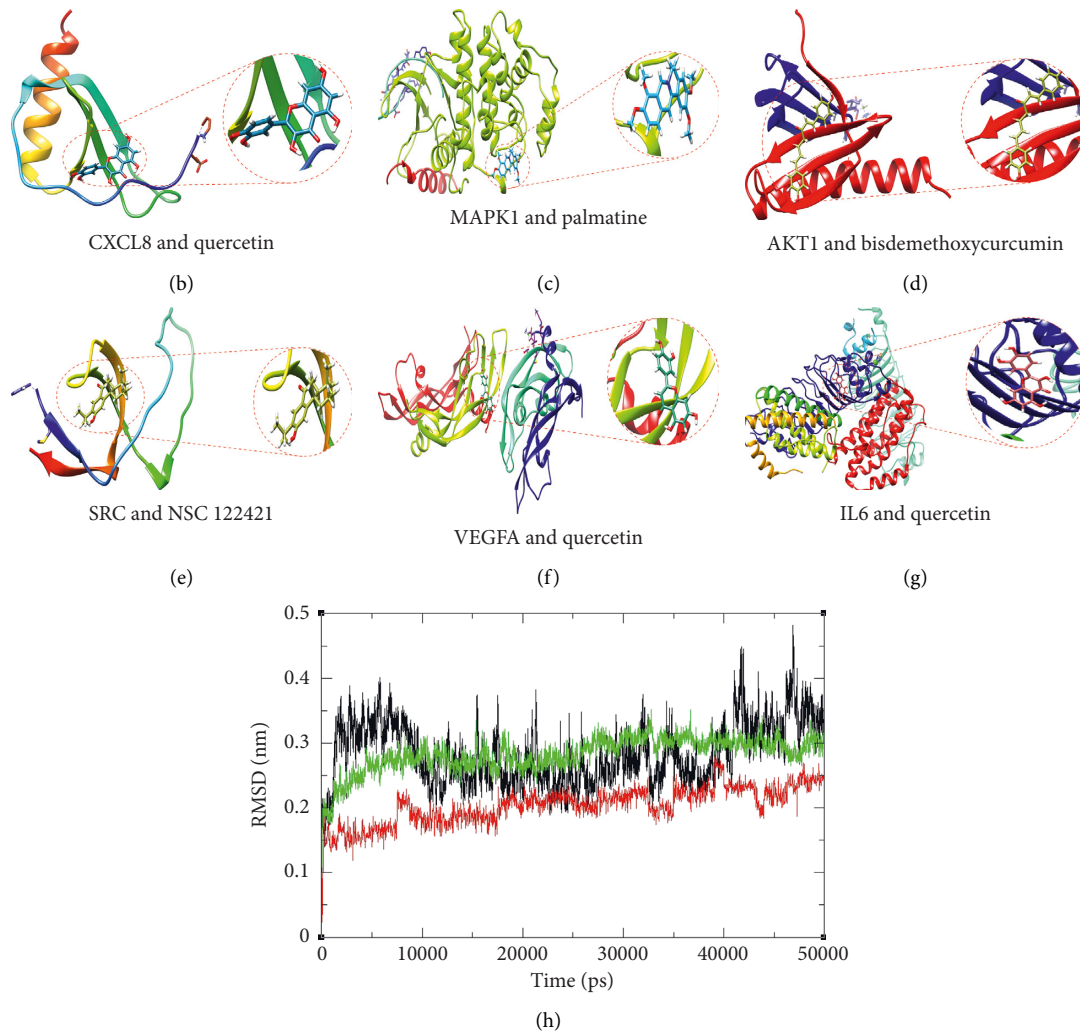 CXCL8 and quercetin
(b)
MAPK1 and palmatine
(c)
AKT1 and bisdemethoxycurcumin
(d)
SRC and NSC 122421
(e)
VEGFA and quercetin
(f)
IL6 and quercetin
(g)
0.5
0.4
0.3
0.2
0.1
0
RMSD (nm)
0 10000 20000 30000 40000 50000
Time (ps)
(h)